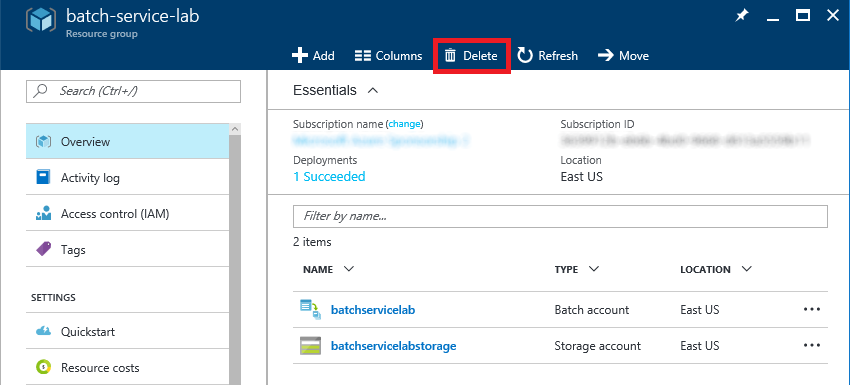 batch-service-lab
Resource group
Add Columns Delete Refresh Move
Search (Ctrl+/)
Overview
Activity log
Access control (IAM)
Tags
SETTINGS
Quickstart
Resource costs
Essentials
Subscription name (change) Subscription ID
Deployments Location
1 Succeeded East US
Filter by name...
2 items
NAME TYPE LOCATION
batchservicelab Batch account East US ...
batchservicelabstorage Storage account East US ...